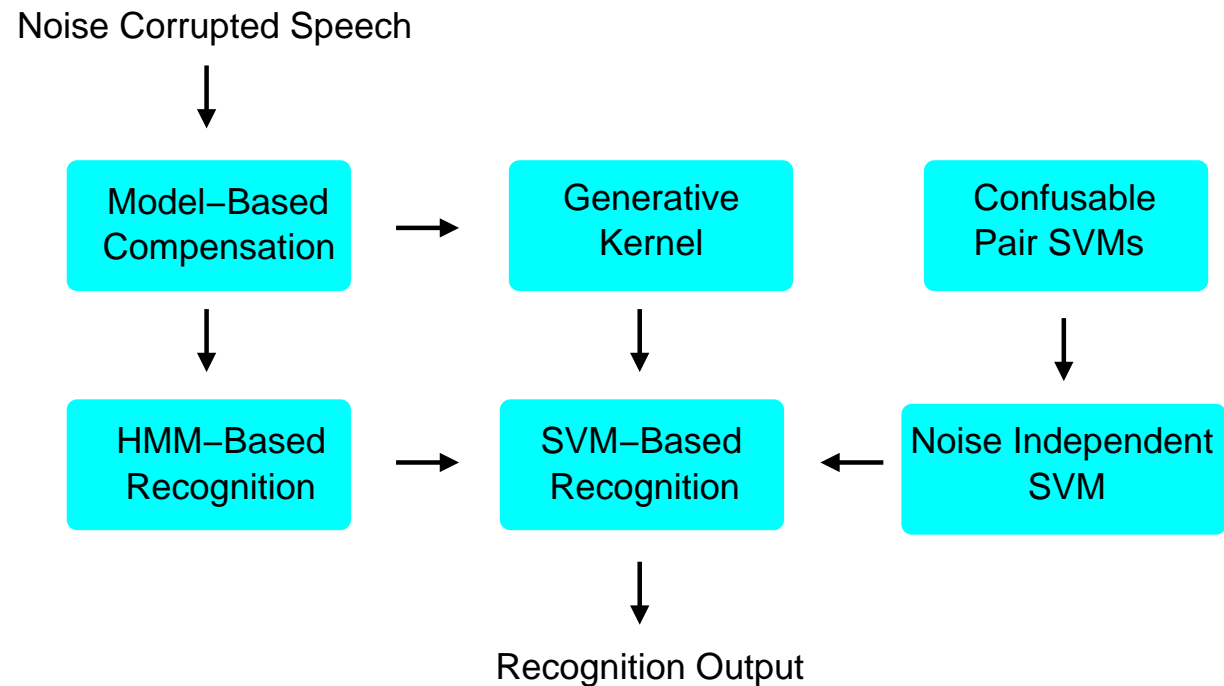 Noise Corrupted Speech
Model−Based
Compensation
Generative
Kernel
Confusable
Pair SVMs
HMM−Based
Recognition
SVM−Based
Recognition
Noise Independent
SVM
Recognition Output